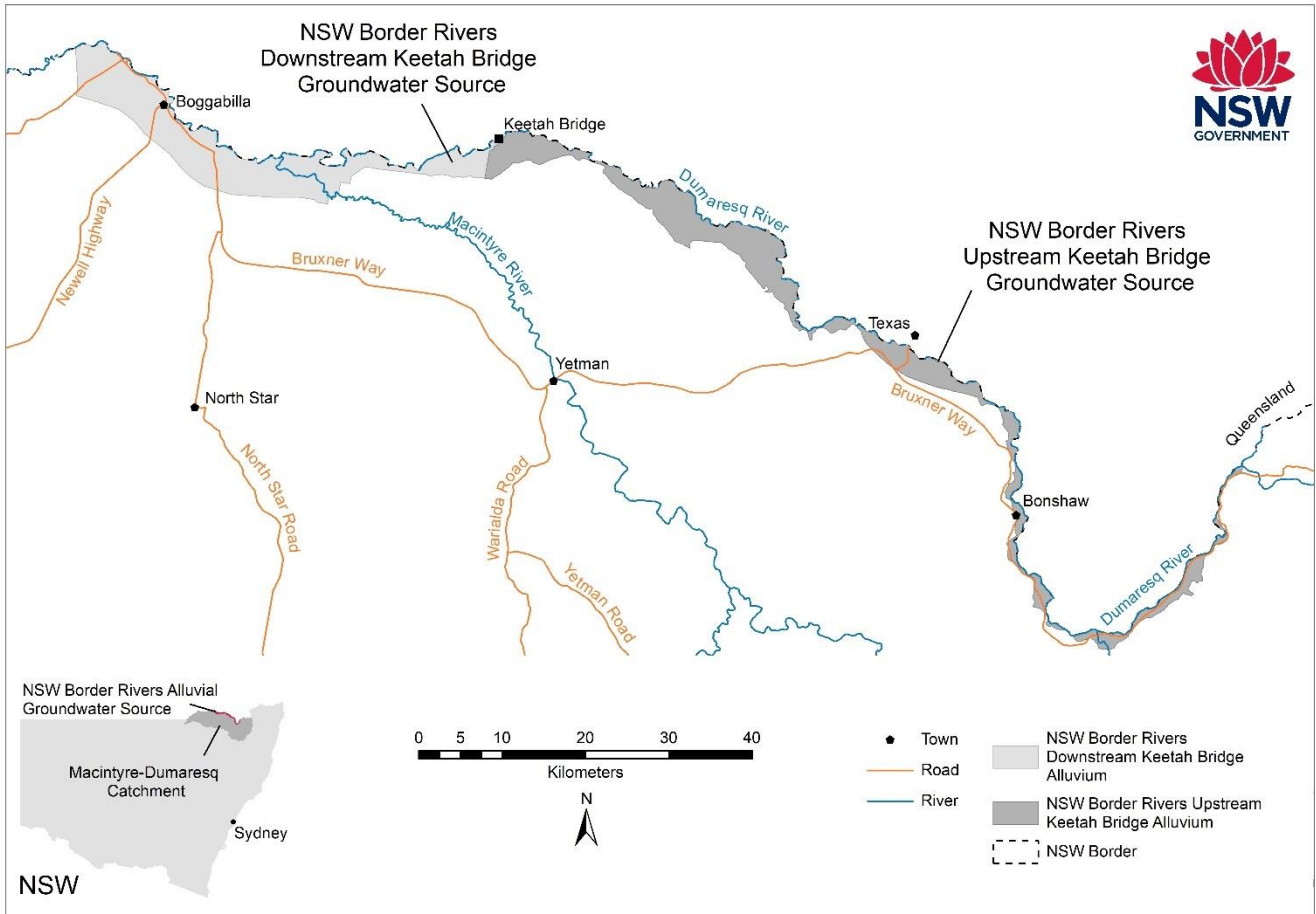 NSW Border Rivers
Downstream Keetah Bridge
Groundwater Source
NSW
GOVERNMENT
Boggabilla
Keetah Bridge
Dumaresq River
Newell Highway
Macintyre River
NSW Border Rivers
Upstream Keetah Bridge
Groundwater Source
Bruxner Way
Texas
Yetman
North Star
Bruxner Way
Queensland
North Star Road
Warialda Road
Bonshaw
Yetman Road
Dumaresq River
NSW Border Rivers Alluvial
Groundwater Source
Macintyre-Dumaresq
Catchment
Sydney
NSW
0 5 10 20 30 40
Kilometers
N
Town
Road
River
NSW Border Rivers
Downstream Keetah Bridge
Alluvium
NSW Border Rivers Upstream
Keetah Bridge Alluvium
NSW Border